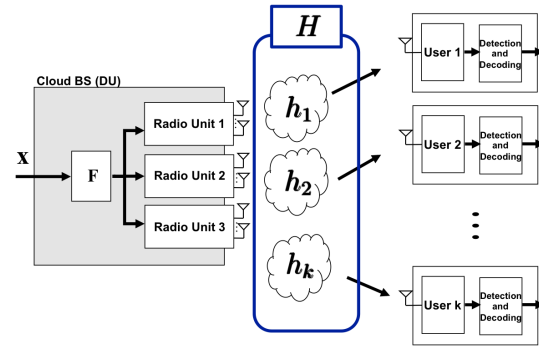 H
User 1
Detection
and
Decoding
Cloud BS (DU)
x
F
Radio Unit 1
Radio Unit 2
Radio Unit 3
h1
h2
hk
User 2
Detection
and
Decoding
User k
Detection
and
Decoding